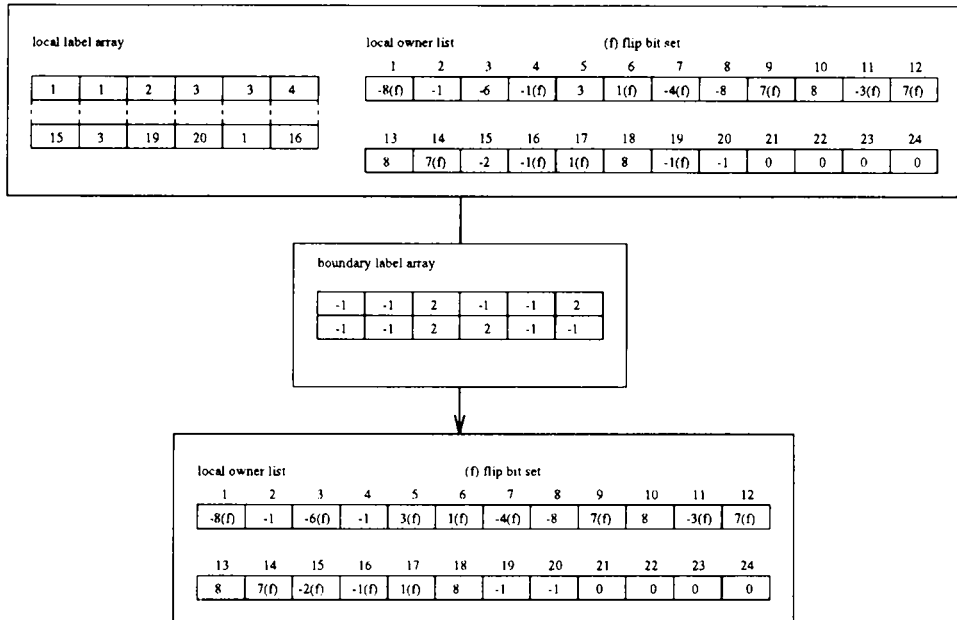 local label array
1 1 2 3 3 4
15 3 19 20 1 16
local owner list (f) flip bit set
1 2 3 4 5 6 7 8 9 10 11 12
-8(f) -1 -6 -1(f) 3 1(f) -4(f) -8 7(f) 8 -3(f) 7(f)
13 14 15 16 17 18 19 20 21 22 23 24
8 7(f) -2 -1(f) 1(f) 8 -1(f) -1 0 0 0 0
boundary label array
-1 -1 2 -1 -1 2
-1 -1 2 2 -1 -1
local owner list (f) flip bit set
1 2 3 4 5 6 7 8 9 10 11 12
-8(f) -1 -6(f) -1 3(f) 1(f) -4(f) -8 7(f) 8 -3(f) 7(f)
13 14 15 16 17 18 19 20 21 22 23 24
8 7(f) -2(f) -1(f) 1(f) 8 -1 -1 0 0 0 0